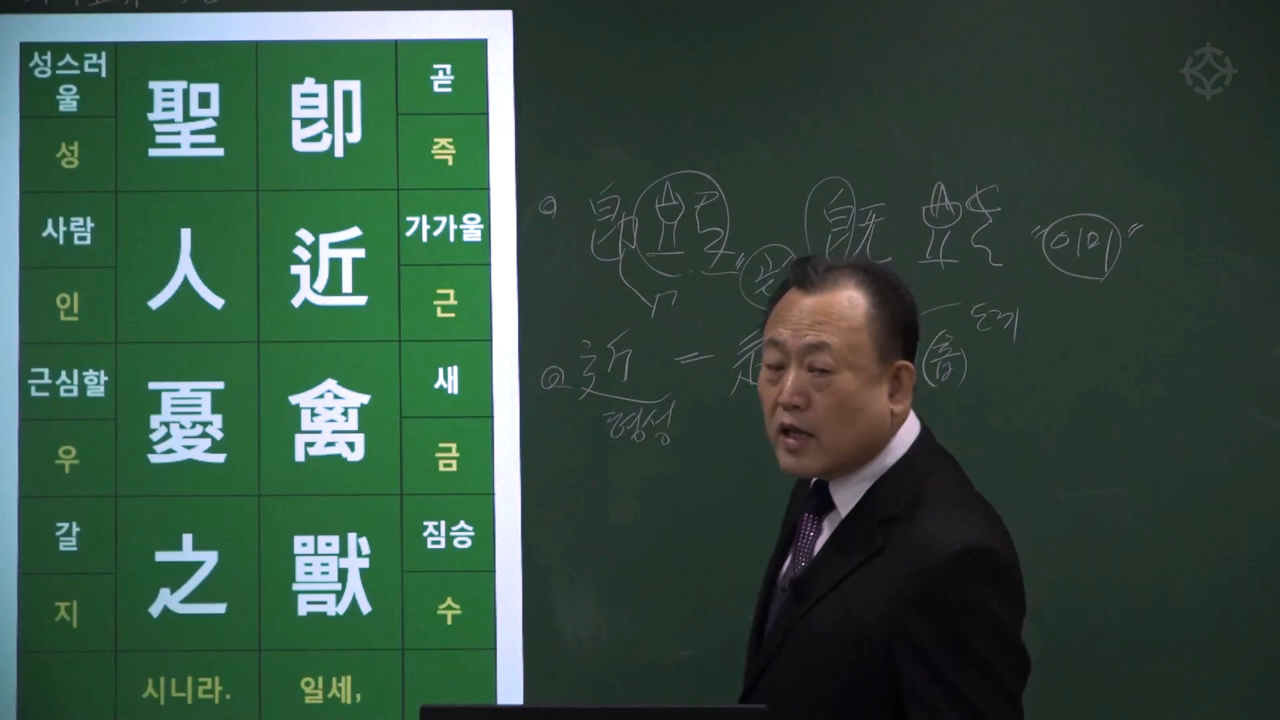 卽近禽獸
일세,
곧
즉
가가울
근
새
금
짐승
수
聖人憂之
시니라.
성스러
울
성
사람
인
근심할
우
갈
지
卽 旣 "이미"
近 =
평성